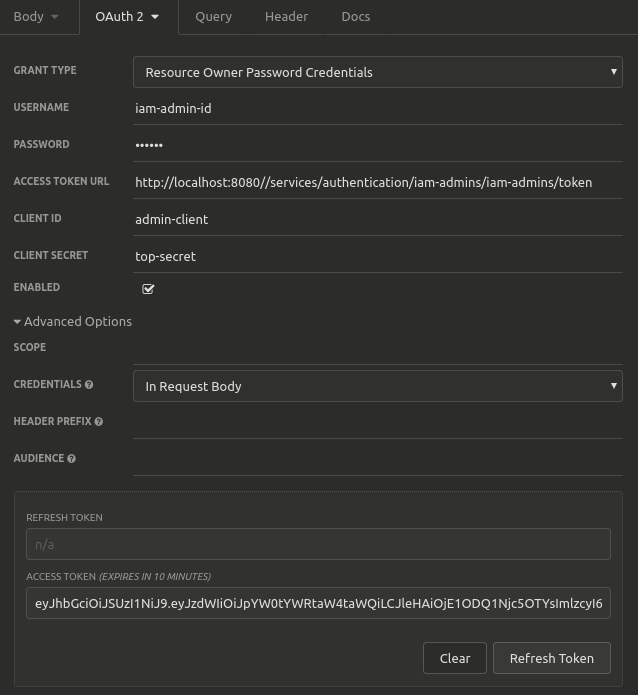 Body OAuth 2 Query Header Docs
GRANT TYPE Resource Owner Password Credentials
USERNAME iam-admin-id
PASSWORD ••••••
ACCESS TOKEN URL http://localhost:8080//services/authentication/iam-admins/iam-admins/token
CLIENT ID admin-client
CLIENT SECRET top-secret
ENABLED
Advanced Options
SCOPE
CREDENTIALS In Request Body
HEADER PREFIX
AUDIENCE
REFRESH TOKEN
n/a
ACCESS TOKEN (EXPIRES IN 10 MINUTES)
eyJhbGciOiJSUzI1NiJ9.eyJzdWIiOiJpYW0tYWRtaW4taWQiLCJleHAiOjE1ODQ1Njc5OTYsImlzcyI6
Clear Refresh Token